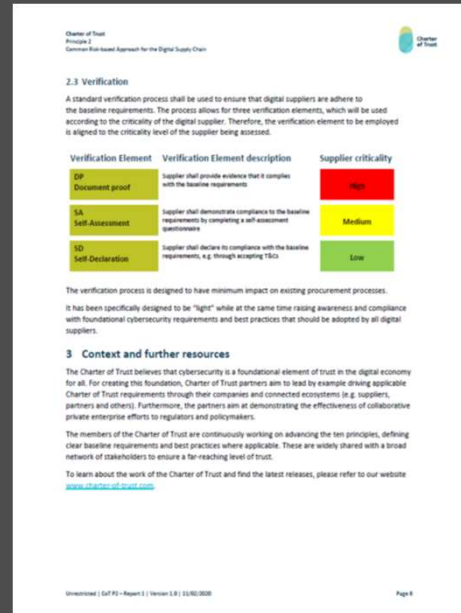 Charter of Trust
Principle 2
Common Risk-based Approach for the Digital Supply Chain
Charter
of Trust
2.3 Verification
A standard verification process shall be used to ensure that digital suppliers are adhere to
the baseline requirements. The process allows for three verification elements, which will be used
according to the criticality of the digital supplier. Therefore, the verification element to be employed
is aligned to the criticality level of the supplier being assessed.
Verification Element Verification Element description Supplier criticality
DP
Document proof
Supplier shall provide evidence that it complies
with the baseline requirements
High
SA
Self-Assessment
Supplier shall demonstrate compliance to the baseline
requirements by completing a self-assessment
questionnaire
Medium
SD
Self-Declaration
Supplier shall declare its compliance with the baseline
requirements, e.g. through accepting T&Cs
Low
The verification process is designed to have minimum impact on existing procurement processes.
It has been specifically designed to be "light" while at the same time raising awareness and compliance
with foundational cybersecurity requirements and best practices that should be adopted by all digital
suppliers.
3 Context and further resources
The Charter of Trust believes that cybersecurity is a foundational element of trust in the digital economy
for all. For creating this foundation, Charter of Trust partners aim to lead by example driving applicable
Charter of Trust requirements through their companies and connected ecosystems (e.g. suppliers,
partners and others). Furthermore, the partners aim at demonstrating the effectiveness of collaborative
private enterprise efforts to regulators and policymakers.
The members of the Charter of Trust are continuously working on advancing the ten principles, defining
clear baseline requirements and best practices where applicable. These are widely shared with a broad
network of stakeholders to ensure a far-reaching level of trust.
To learn about the work of the Charter of Trust and find the latest releases, please refer to our website
www.charter-of-trust.com.
Unrestricted | CoT P2 – Report 1 | Version 1.0 | 11/02/2020
Page 8